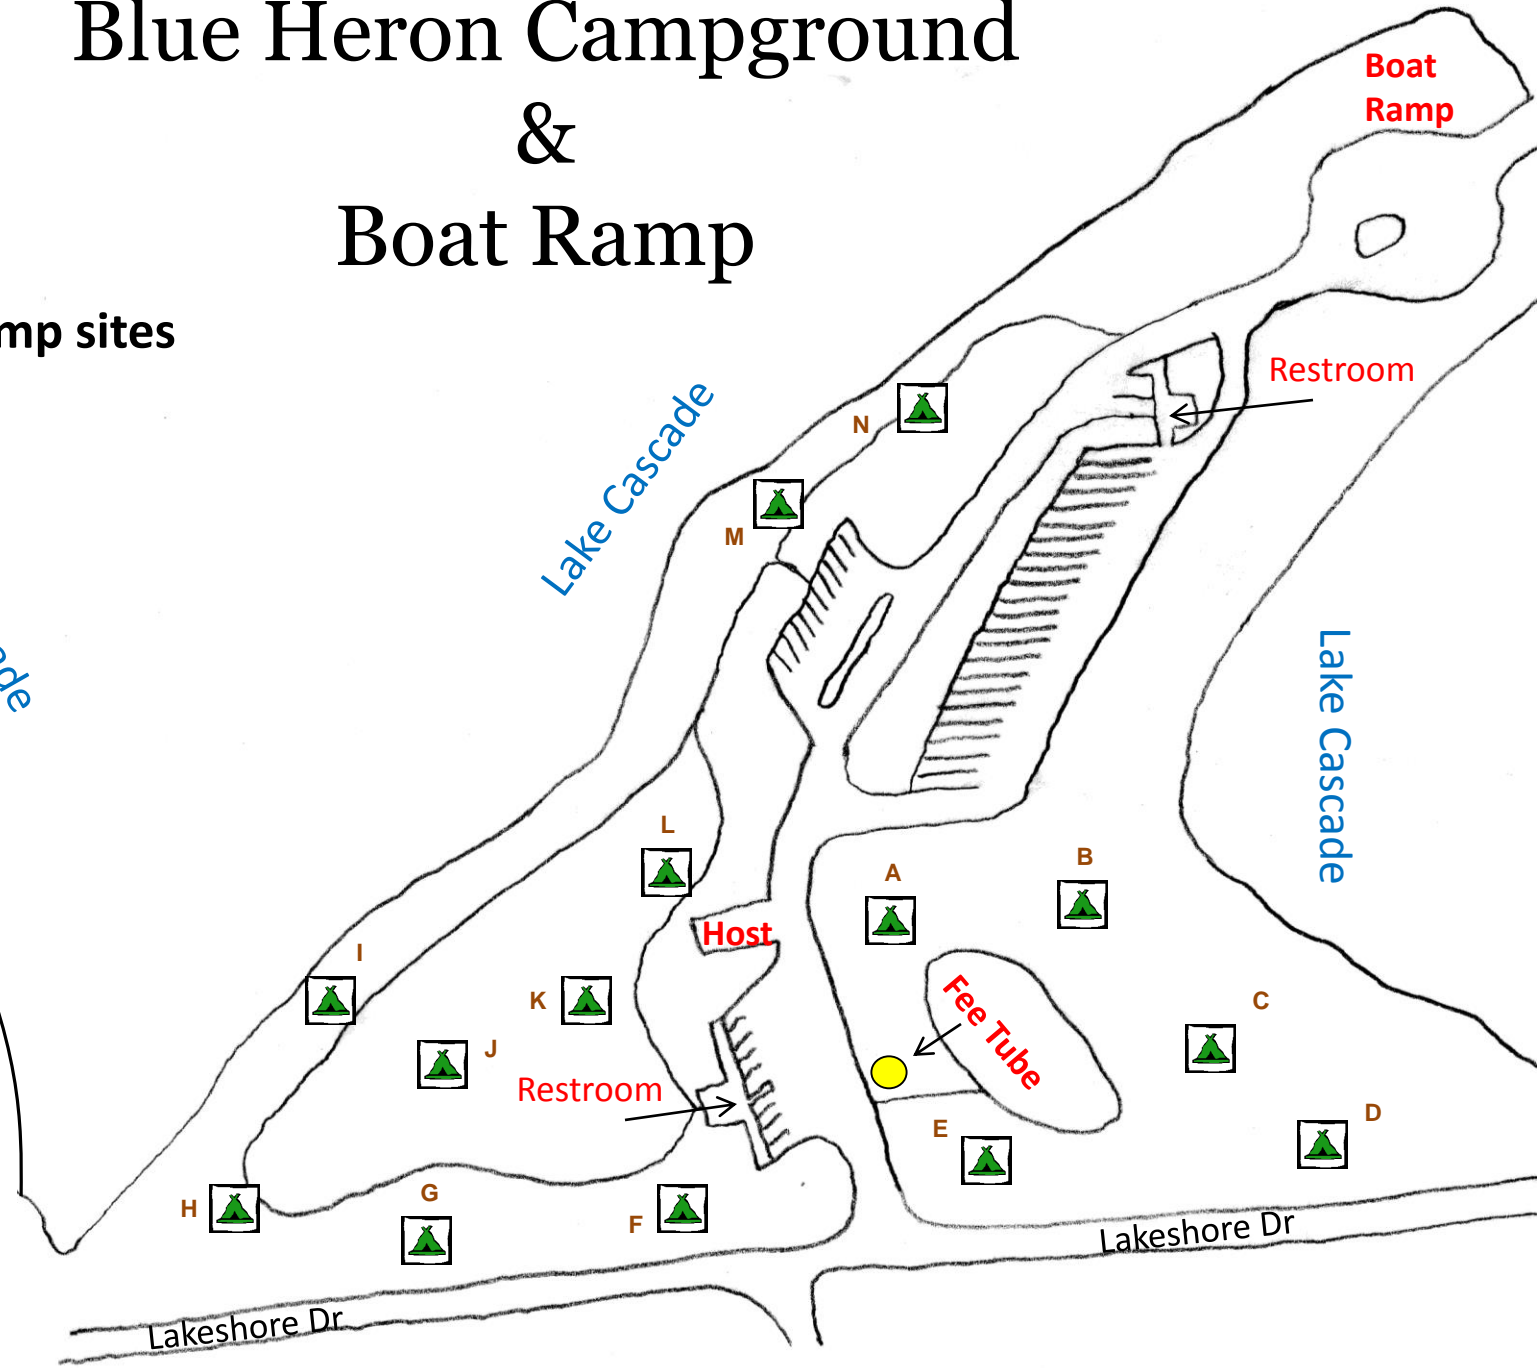 Blue Heron Campground
&
Boat Ramp
Boat
Ramp
mp sites
Restroom
Lake Cascade
N
M
ade
Lake Cascade
L
A
B
Host
I
K
C
Fee Tube
J
Restroom
D
E
H
G
F
Lakeshore Dr
Lakeshore Dr